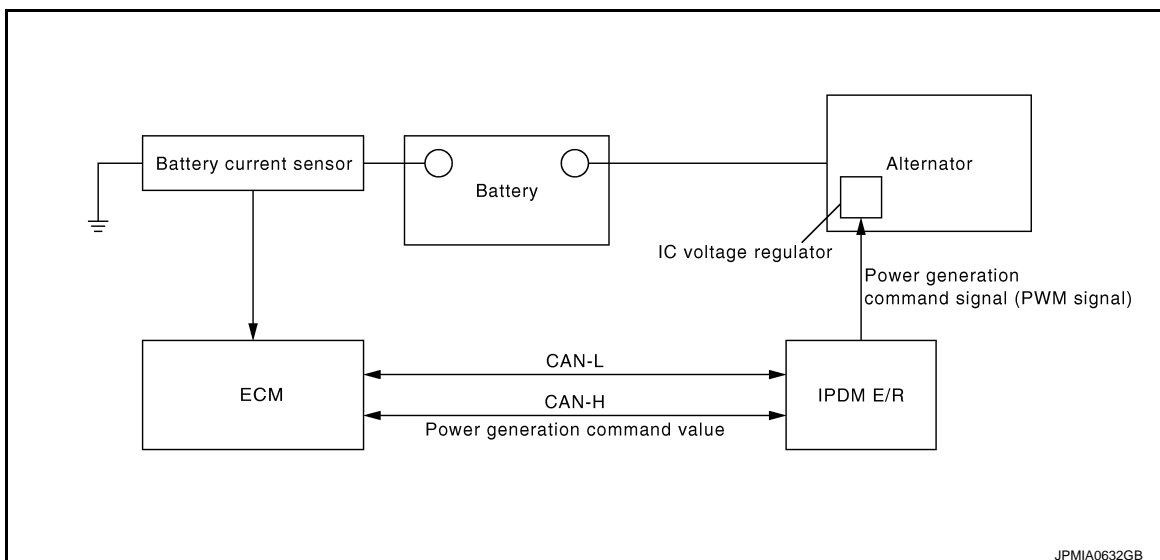 Battery current sensor
Battery
Alternator
IC voltage regulator
Power generation
command signal (PWM signal)
ECM
CAN-L
CAN-H
Power generation command value
IPDM E/R
JPMIA0632GB